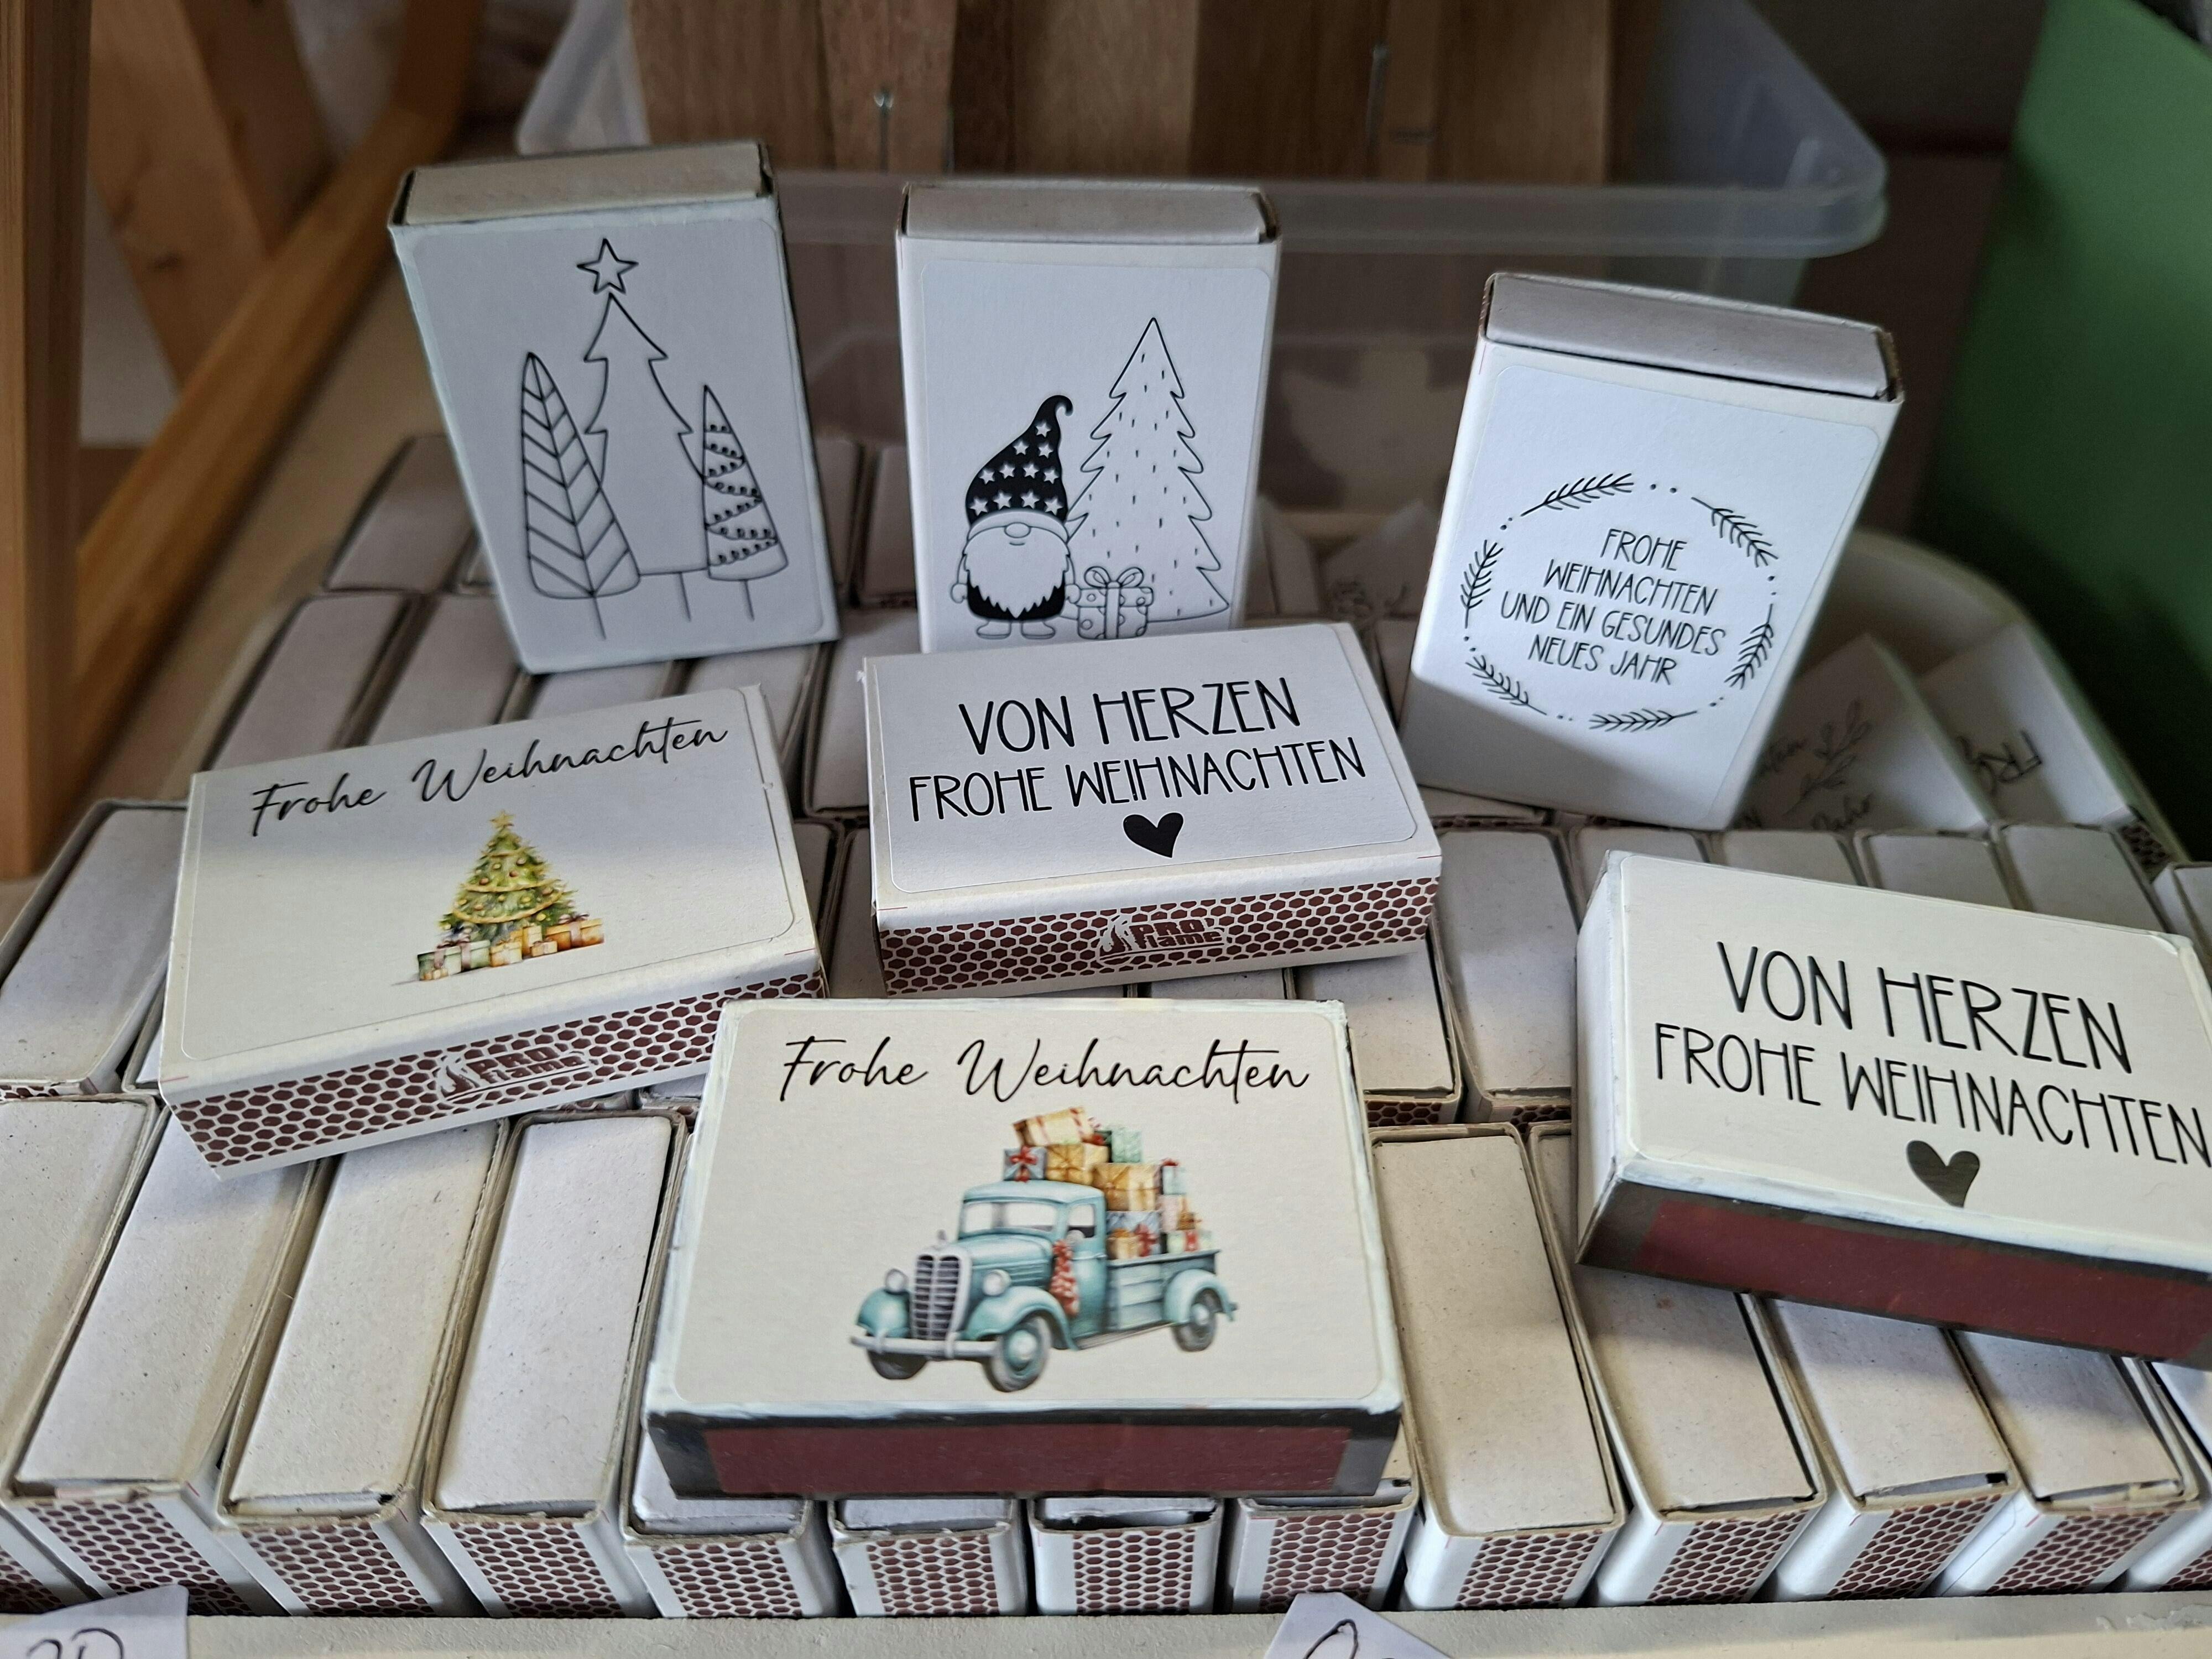 FROHE
WEIHNACHTEN
UND EIN GESUNDES
NEUES JAHR
Frohe Weihnachten
VON HERZEN
FROHE WEIHNACHTEN
PRO
flame
PRO
flame
Frohe Weihnachten
VON HERZEN
FROHE WEIHNACHTEN
Jahr